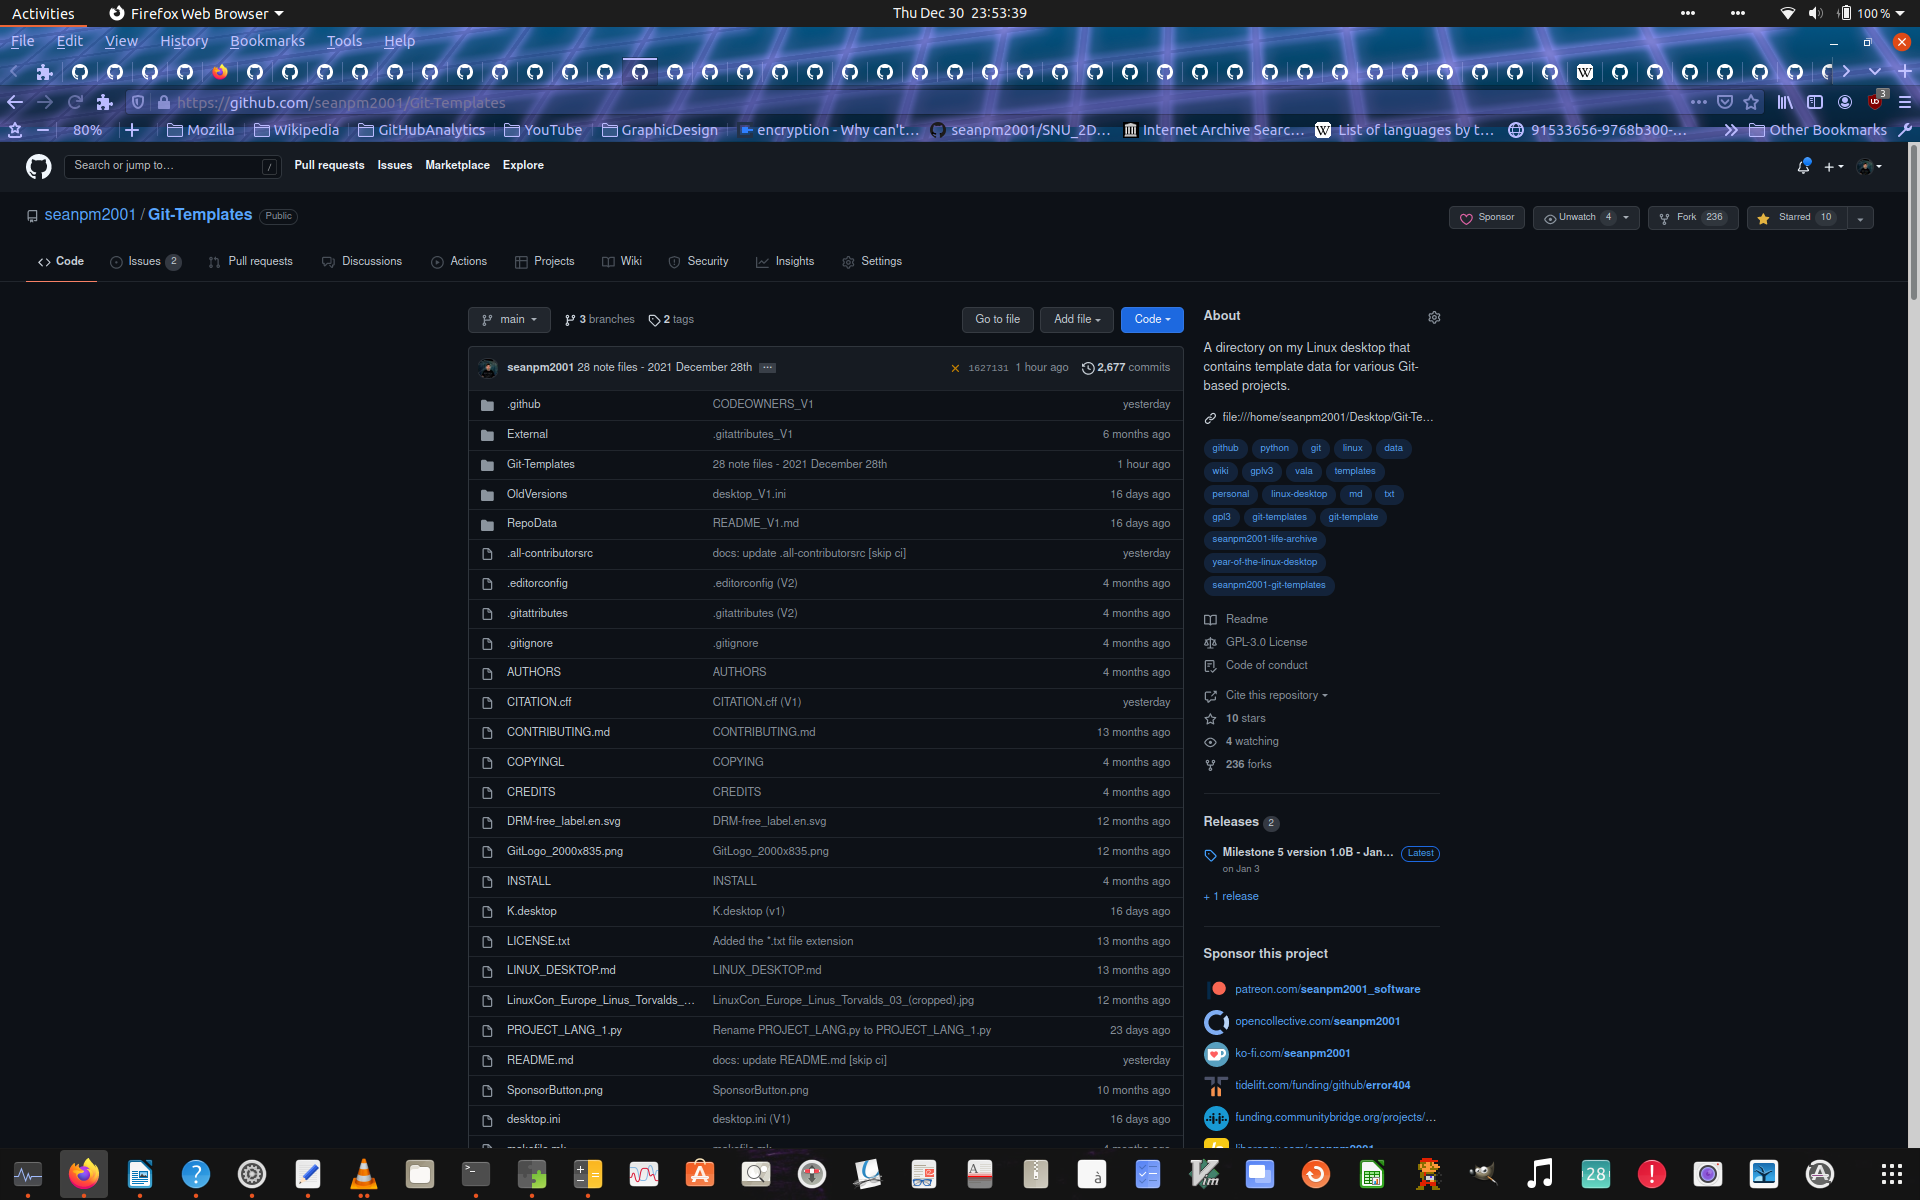 Activities Firefox Web Browser Thu Dec 30 23:53:39 100 %
File Edit View History Bookmarks Tools Help
https://github.com/seanpm2001/Git-Templates 3
80% Mozilla Wikipedia GitHubAnalytics YouTube GraphicDesign encryption - Why can't... seanpm2001/SNU_2D... Internet Archive Searc... List of languages by t... 91533656-9768b300-... Other Bookmarks
Search or jump to... / Pull requests Issues Marketplace Explore
seanpm2001 / Git-Templates Public Sponsor Unwatch 4 Fork 236 Starred 10
Code Issues 2 Pull requests Discussions Actions Projects Wiki Security Insights Settings
main 3 branches 2 tags Go to file Add file Code
seanpm2001 28 note files - 2021 December 28th ... 1627131 1 hour ago 2,677 commits
.github CODEOWNERS_V1 yesterday
External .gitattributes_V1 6 months ago
Git-Templates 28 note files - 2021 December 28th 1 hour ago
OldVersions desktop_V1.ini 16 days ago
RepoData README_V1.md 16 days ago
.all-contributorsrc docs: update .all-contributorsrc [skip ci] yesterday
.editorconfig .editorconfig (V2) 4 months ago
.gitattributes .gitattributes (V2) 4 months ago
.gitignore .gitignore 4 months ago
AUTHORS AUTHORS 4 months ago
CITATION.cff CITATION.cff (V1) yesterday
CONTRIBUTING.md CONTRIBUTING.md 13 months ago
COPYINGL COPYING 4 months ago
CREDITS CREDITS 4 months ago
DRM-free_label.en.svg DRM-free_label.en.svg 12 months ago
GitLogo_2000x835.png GitLogo_2000x835.png 12 months ago
INSTALL INSTALL 4 months ago
K.desktop K.desktop (v1) 16 days ago
LICENSE.txt Added the *.txt file extension 13 months ago
LINUX_DESKTOP.md LINUX_DESKTOP.md 13 months ago
LinuxCon_Europe_Linus_Torvalds_... LinuxCon_Europe_Linus_Torvalds_03_(cropped).jpg 12 months ago
PROJECT_LANG_1.py Rename PROJECT_LANG.py to PROJECT_LANG_1.py 23 days ago
README.md docs: update README.md [skip ci] yesterday
SponsorButton.png SponsorButton.png 10 months ago
desktop.ini desktop.ini (V1) 16 days ago
About
A directory on my Linux desktop that
contains template data for various Git-
based projects.
file:///home/seanpm2001/Desktop/Git-Te...
github python git linux data
wiki gplv3 vala templates
personal linux-desktop md txt
gpl3 git-templates git-template
seanpm2001-life-archive
year-of-the-linux-desktop
seanpm2001-git-templates
Readme
GPL-3.0 License
Code of conduct
Cite this repository
10 stars
4 watching
236 forks
Releases 2
Milestone 5 version 1.0B - Jan... Latest
on Jan 3
+ 1 release
Sponsor this project
patreon.com/seanpm2001_software
opencollective.com/seanpm2001
ko-fi.com/seanpm2001
tidelift.com/funding/github/error404
funding.communitybridge.org/projects/...
28